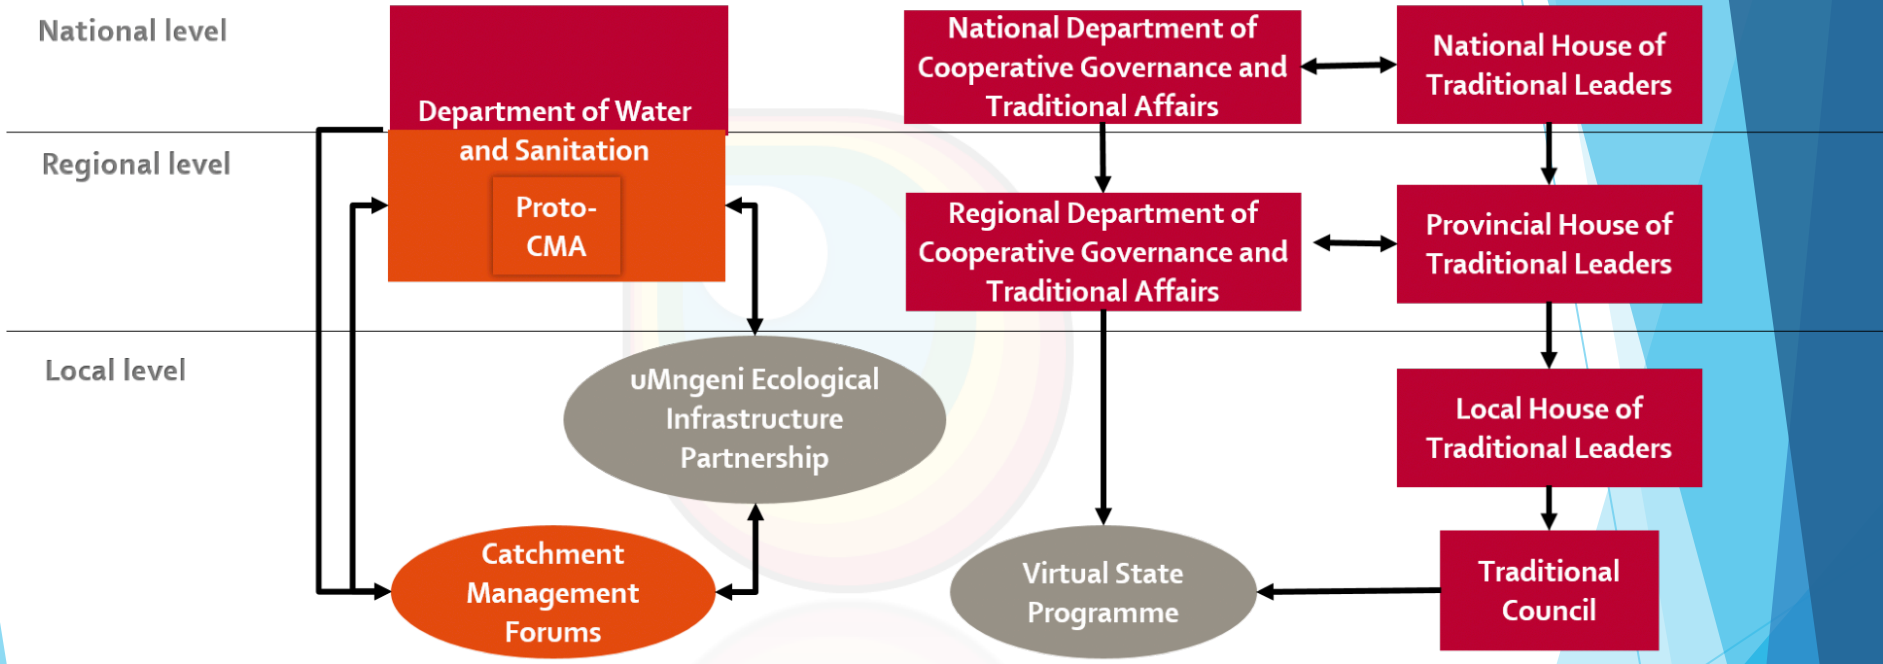 National level
Department of Water
and Sanitation
Proto-
CMA
National Department of
Cooperative Governance and
Traditional Affairs
National House of
Traditional Leaders
Regional level
Regional Department of
Cooperative Governance and
Traditional Affairs
Provincial House of
Traditional Leaders
Local level
uMngeni Ecological
Infrastructure
Partnership
Local House of
Traditional Leaders
Catchment
Management
Forums
Virtual State
Programme
Traditional
Council